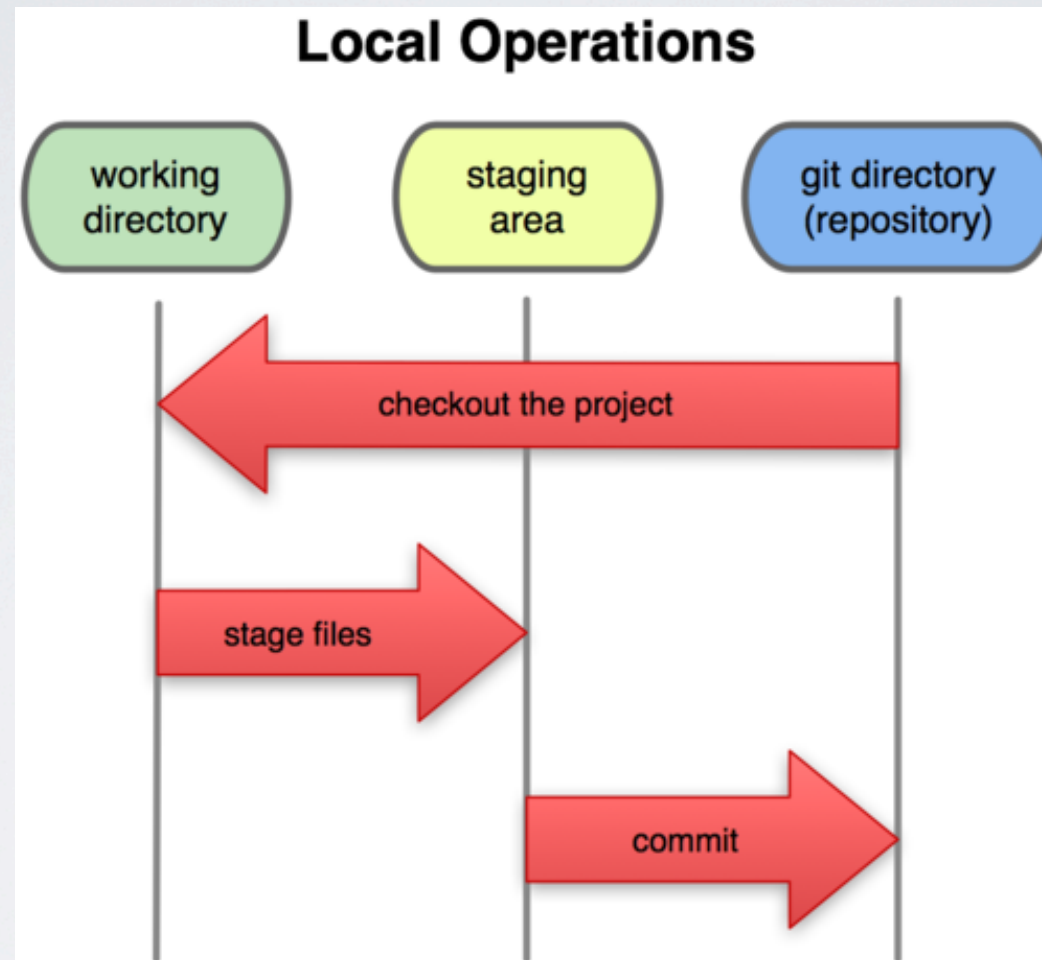 Local Operations
working
directory
staging
area
git directory
(repository)
checkout the project
stage files
commit